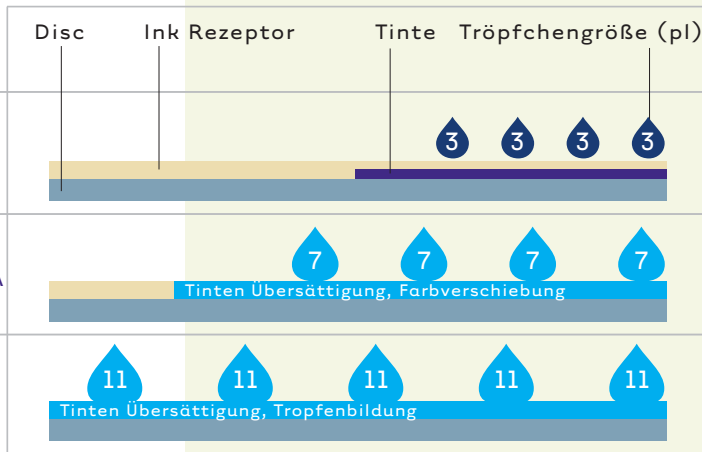 Disc Ink Rezeptor Tinte Tröpfchengröße (pl)
3 3 3 3
7 7 7 7
Tinten Übersättigung, Farbverschiebung
11 11 11 11 11
Tinten Übersättigung, Tropfenbildung